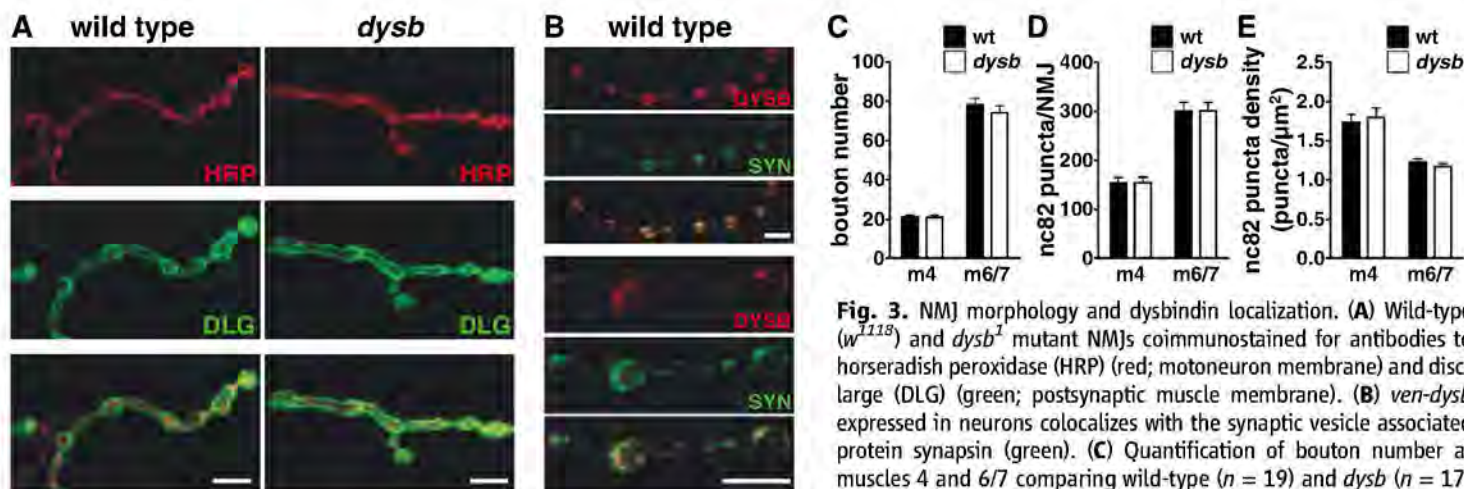 A wild type dysb
HRP HRP
DLG DLG
B wild type
DYSB
SYN
DYSB
SYN
C wt dysb
bouton number
100
80
60
40
20
0
m4 m6/7
D wt dysb
nc82 puncta/NMJ
400
300
200
100
0
m4 m6/7
E wt dysb
nc82 puncta density
(puncta/μm²)
2.5
2.0
1.5
1.0
0.5
0.0
m4 m6/7
Fig. 3. NMJ morphology and dysbindin localization. (A) Wild-type
(w¹¹¹⁸) and dysb¹ mutant NMJs coimmunostained for antibodies to
horseradish peroxidase (HRP) (red; motoneuron membrane) and disc
large (DLG) (green; postsynaptic muscle membrane). (B) ven-dysb
expressed in neurons colocalizes with the synaptic vesicle associated
protein synapsin (green). (C) Quantification of bouton number a
muscles 4 and 6/7 comparing wild-type (n = 19) and dysb (n = 17